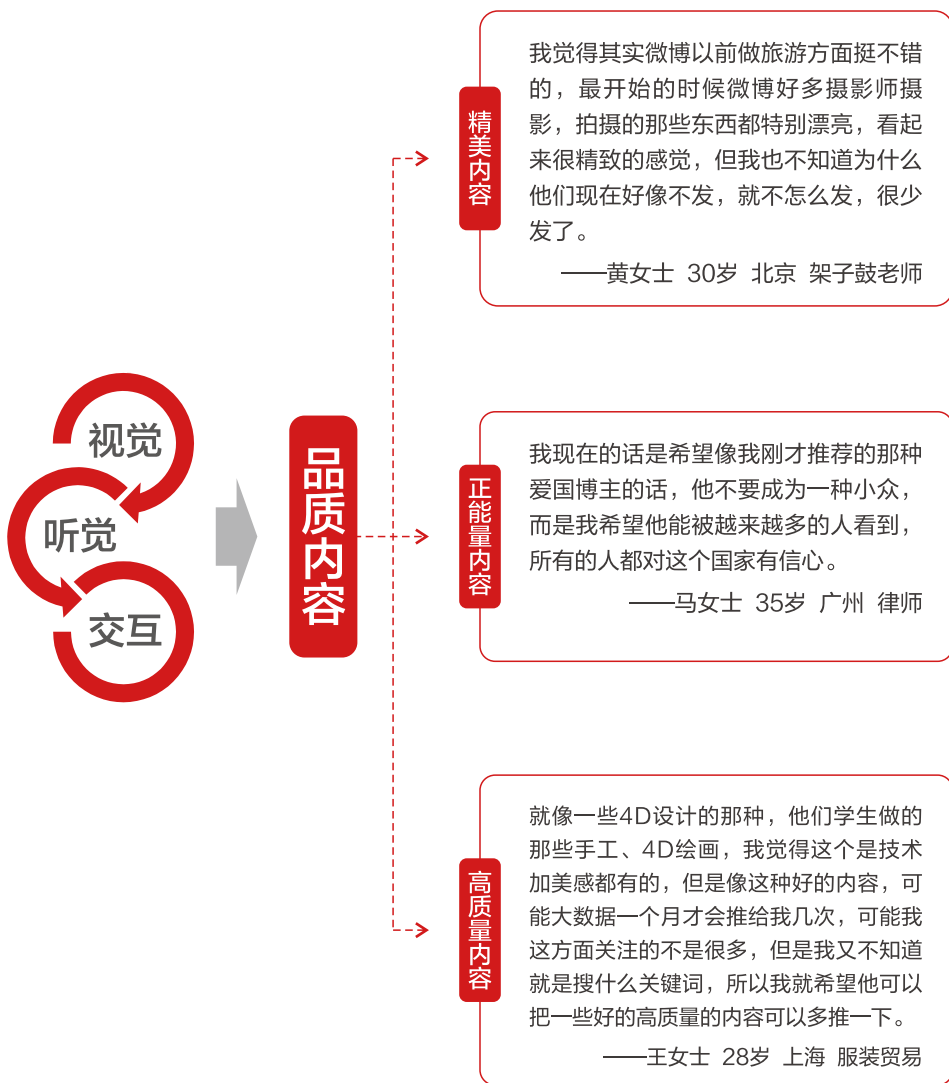 视觉
听觉
交互
品质内容
精美内容
我觉得其实微博以前做旅游方面挺不错
的，最开始的时候微博好多摄影师摄
影，拍摄的那些东西都特别漂亮，看起
来很精致的感觉，但我也不知道为什么
他们现在好像不发，就不怎么发，很少
发了。
——黄女士 30岁 北京 架子鼓老师
正能量内容
我现在的话是希望像我刚才推荐的那种
爱国博主的话，他不要成为一种小众，
而是我希望他能被越来越多的人看到，
所有的人都对这个国家有信心。
——马女士 35岁 广州 律师
高质量内容
就像一些4D设计的那种，他们学生做的
那些手工、4D绘画，我觉得这个是技术
加美感都有的，但是像这种好的内容，可
能大数据一个月才会推给我几次，可能我
这方面关注的不是很多，但是我又不知道
就是搜什么关键词，所以我就希望他可以
把一些好的高质量的内容可以多推一下。
——王女士 28岁 上海 服装贸易